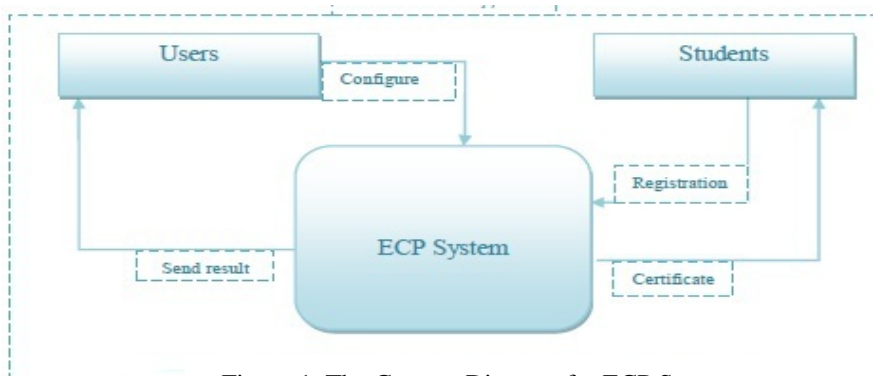 Users
Students
Configure
Registration
ECP System
Send result
Certificate